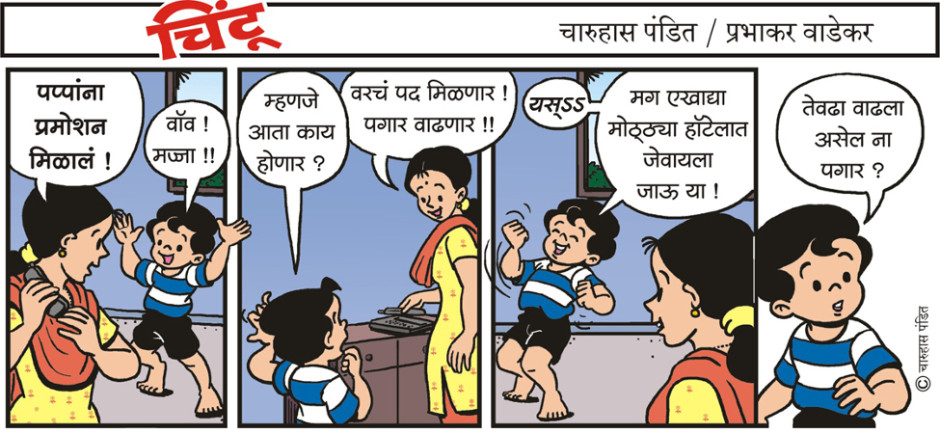 चिंटू
चारुहास पंडित / प्रभाकर वाडेकर
पप्पांना
प्रमोशन
मिळालं !
वॉव !
मज्जा !!
म्हणजे
आता काय
होणार ?
वरचं पद मिळणार !
पगार वाढणार !!
यस्ऽऽ
मग एखाद्या
मोठ्ठ्या हॉटेलात
जेवायला
जाऊ या !
तेवढा वाढला
असेल ना
पगार ?
© चारुहास पंडित